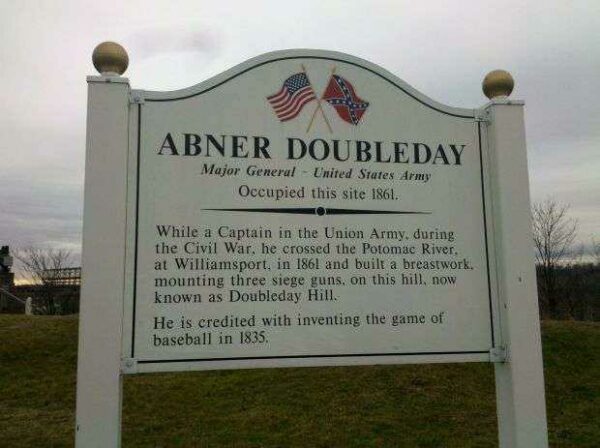 ABNER DOUBLEDAY
Major General - United States Army
Occupied this site 1861.
While a Captain in the Union Army, during
the Civil War, he crossed the Potomac River,
at Williamsport, in 1861 and built a breastwork,
mounting three siege guns, on this hill, now
known as Doubleday Hill.
He is credited with inventing the game of
baseball in 1835.